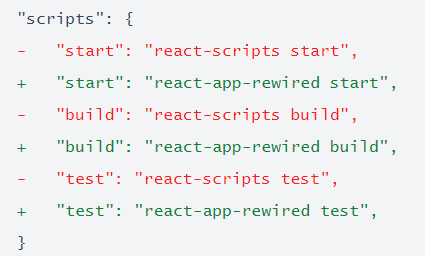 "scripts": {
-   "start": "react-scripts start",
+   "start": "react-app-rewired start",
-   "build": "react-scripts build",
+   "build": "react-app-rewired build",
-   "test": "react-scripts test",
+   "test": "react-app-rewired test",
}